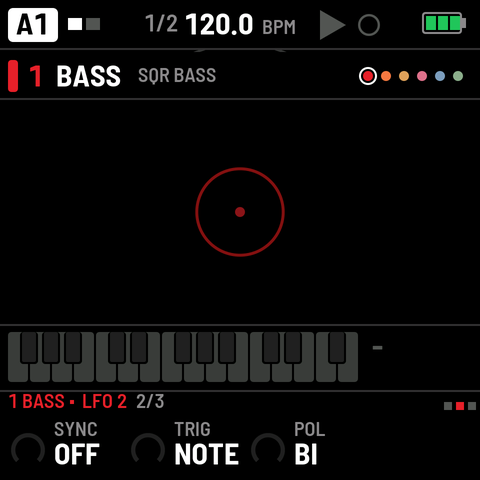 A1 1/2 120.0 BPM
1 BASS SQR BASS
1 BASS • LFO 2 2/3
SYNC TRIG POL
OFF NOTE BI